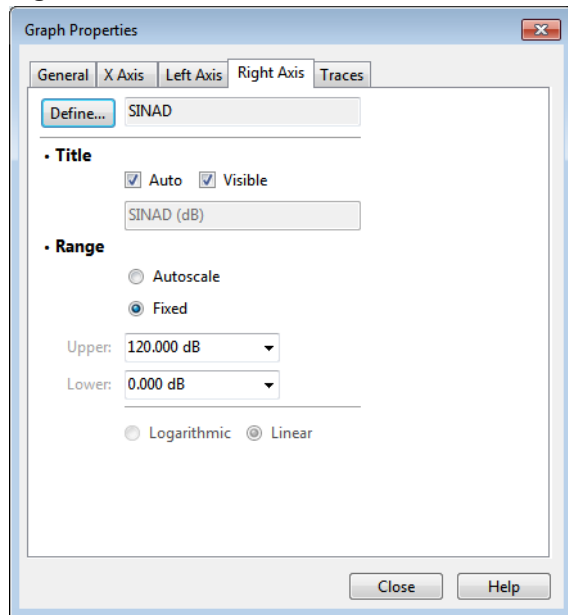 Graph Properties
General X Axis Left Axis Right Axis Traces
Define... SINAD
• Title
Auto Visible
SINAD (dB)
• Range
Autoscale
Fixed
Upper: 120.000 dB
Lower: 0.000 dB
Logarithmic Linear
Close Help